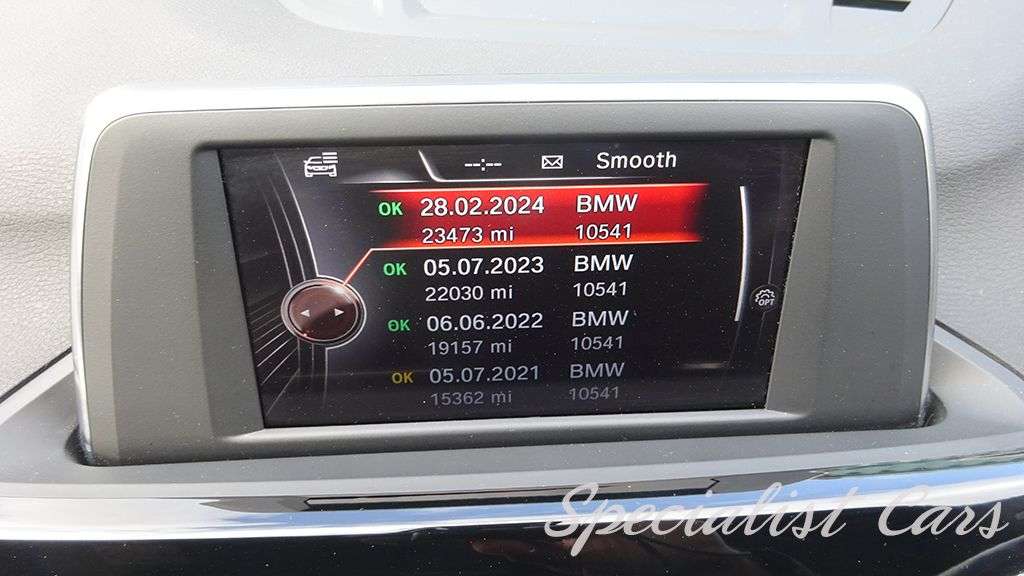 --:-- Smooth
OK 28.02.2024 BMW
23473 mi 10541
OK 05.07.2023 BMW
22030 mi 10541
OPT
OK 06.06.2022 BMW
19157 mi 10541
OK 05.07.2021 BMW
15362 mi 10541
Specialist Cars